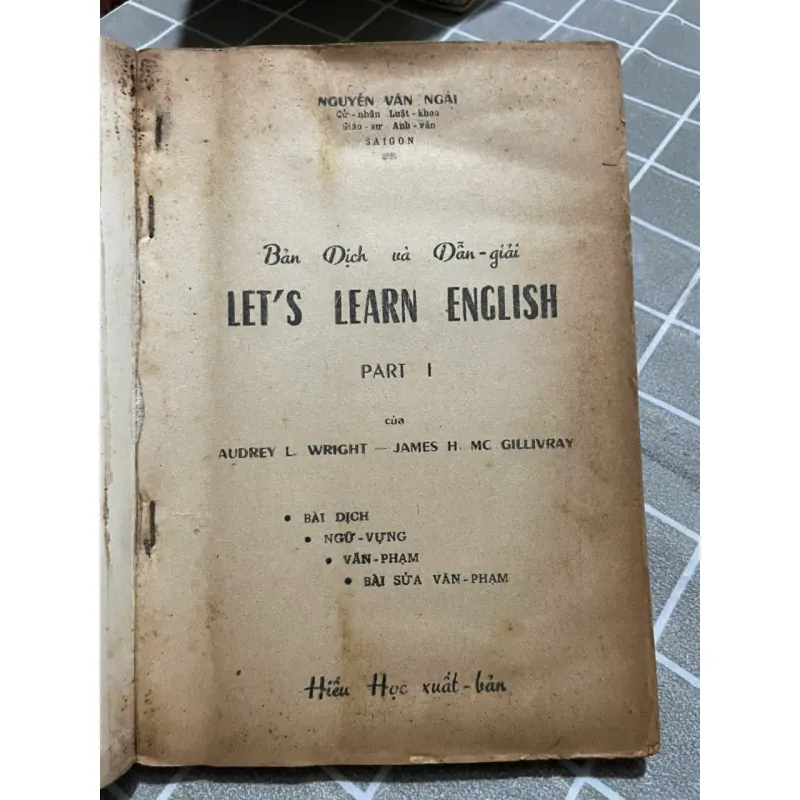 NGUYỄN VĂN NGÀI
Cử-nhân Luật-khoa
Giáo-sư Anh-văn
SAIGON
Bản Dịch và Dẫn-giải
LET'S LEARN ENGLISH
PART I
của
AUDREY L. WRIGHT — JAMES H. MC GILLIVRAY
• BÀI DỊCH
• NGỮ-VỰNG
• VĂN-PHẠM
• BÀI SỬA VĂN-PHẠM
Hiếu Học xuất-bản